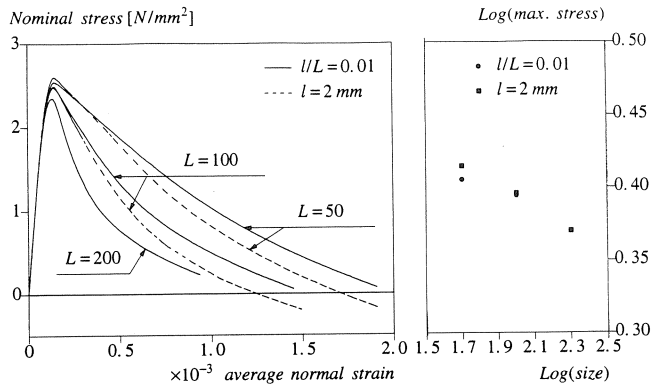 Nominal stress [N/mm²]
3
2
1
0
l/L=0.01
l=2 mm
L=100
L=50
L=200
0 0.5 1.0 1.5 2.0
×10⁻³ average normal strain
Log(max. stress)
0.50
0.45
0.40
0.35
0.30
l/L=0.01
l=2 mm
1.5 1.7 1.9 2.1 2.3 2.5
Log(size)